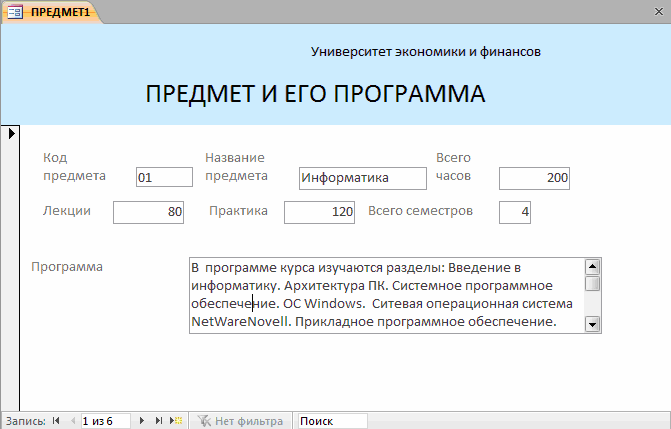 ПРЕДМЕТ1
Университет экономики и финансов
ПРЕДМЕТ И ЕГО ПРОГРАММА
Код предмета 01 Название предмета Информатика Всего часов 200
Лекции 80 Практика 120 Всего семестров 4
Программа
В программе курса изучаются разделы: Введение в
информатику. Архитектура ПК. Системное программное
обеспечение. ОС Windows. Ситевая операционная система
NetWareNovell. Прикладное программное обеспечение.
Запись: 1 из 6 Нет фильтра Поиск